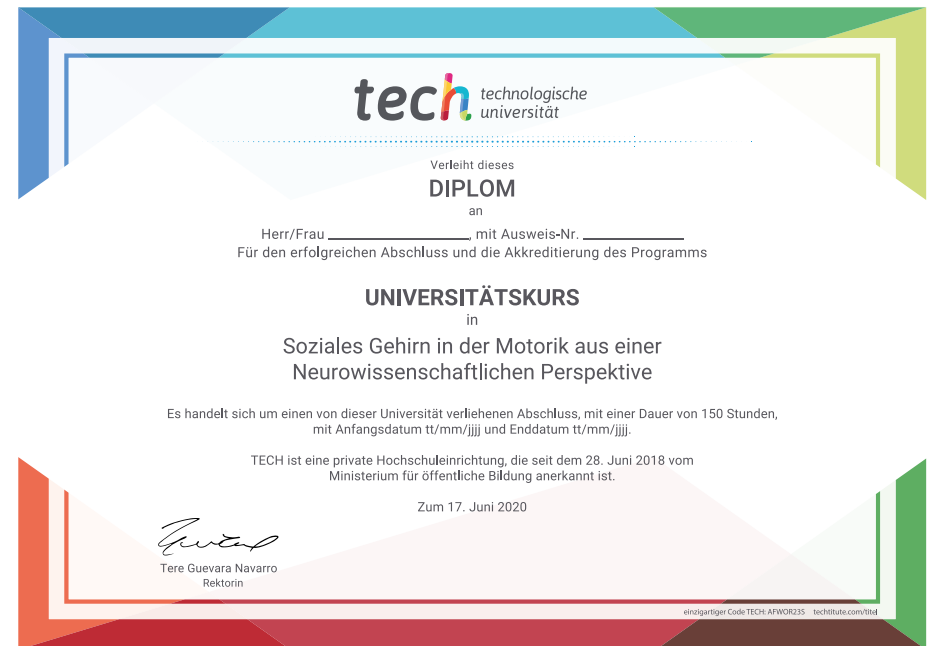 tech technologische
universität
Verleiht dieses
DIPLOM
an
Herr/Frau ____________________, mit Ausweis-Nr. ______________
Für den erfolgreichen Abschluss und die Akkreditierung des Programms
UNIVERSITÄTSKURS
in
Soziales Gehirn in der Motorik aus einer
Neurowissenschaftlichen Perspektive
Es handelt sich um einen von dieser Universität verliehenen Abschluss, mit einer Dauer von 150 Stunden,
mit Anfangsdatum tt/mm/jjjj und Enddatum tt/mm/jjjj.
TECH ist eine private Hochschuleinrichtung, die seit dem 28. Juni 2018 vom
Ministerium für öffentliche Bildung anerkannt ist.
Zum 17. Juni 2020
Tere Guevara Navarro
Rektorin
einzigartiger Code TECH: AFWOR23S techtitute.com/titel